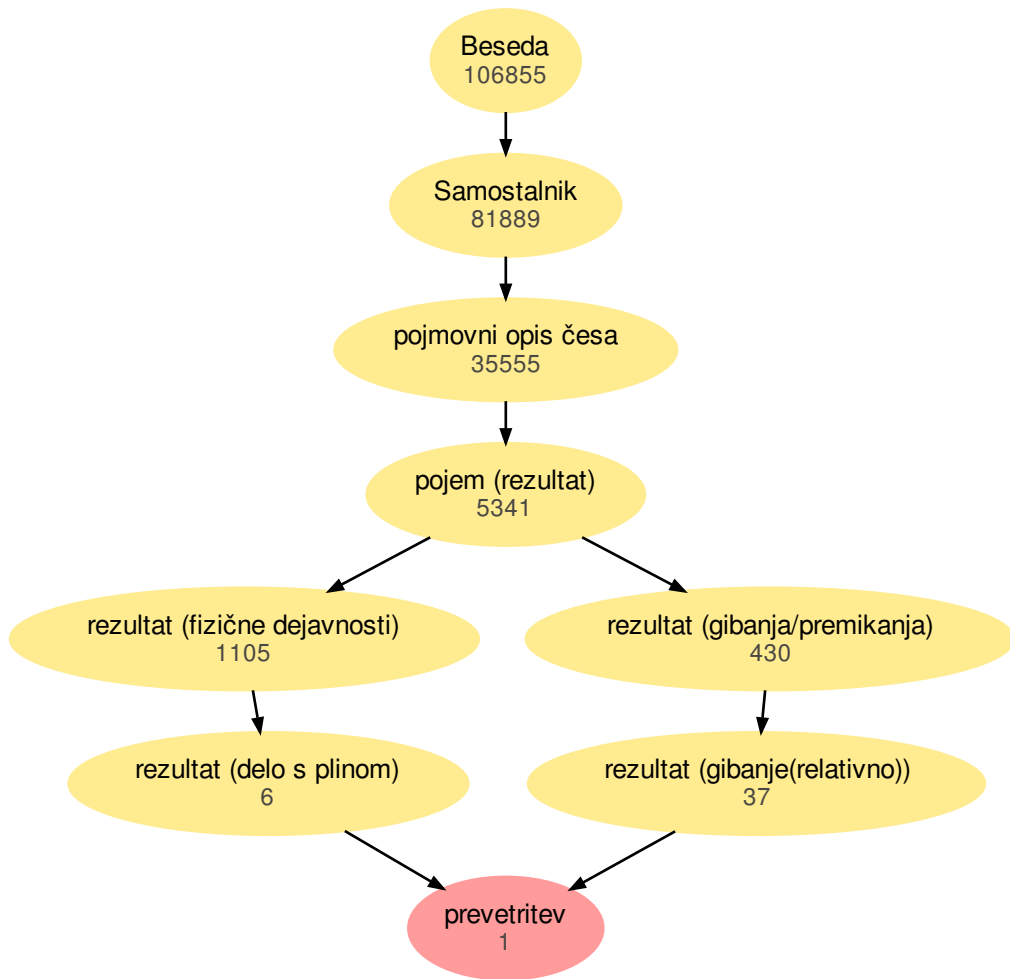 Beseda
106855
Samostalnik
81889
pojmovni opis česa
35555
pojem (rezultat)
5341
rezultat (fizične dejavnosti)
1105
rezultat (gibanja/premikanja)
430
rezultat (delo s plinom)
6
rezultat (gibanje(relativno))
37
prevetritev
1